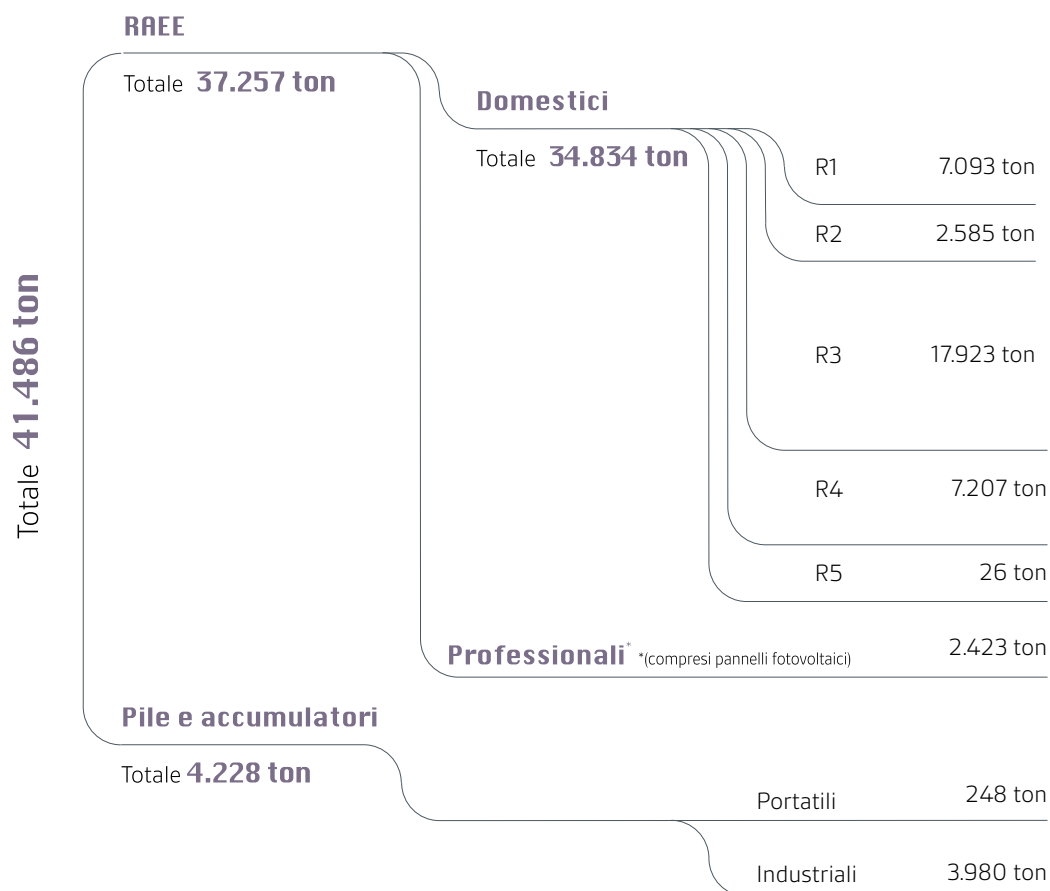 Totale 41.486 ton
RAEE
Totale 37.257 ton
Domestici
Totale 34.834 ton
R1 7.093 ton
R2 2.585 ton
R3 17.923 ton
R4 7.207 ton
R5 26 ton
Professionali* *(compresi pannelli fotovoltaici) 2.423 ton
Pile e accumulatori
Totale 4.228 ton
Portatili 248 ton
Industriali 3.980 ton